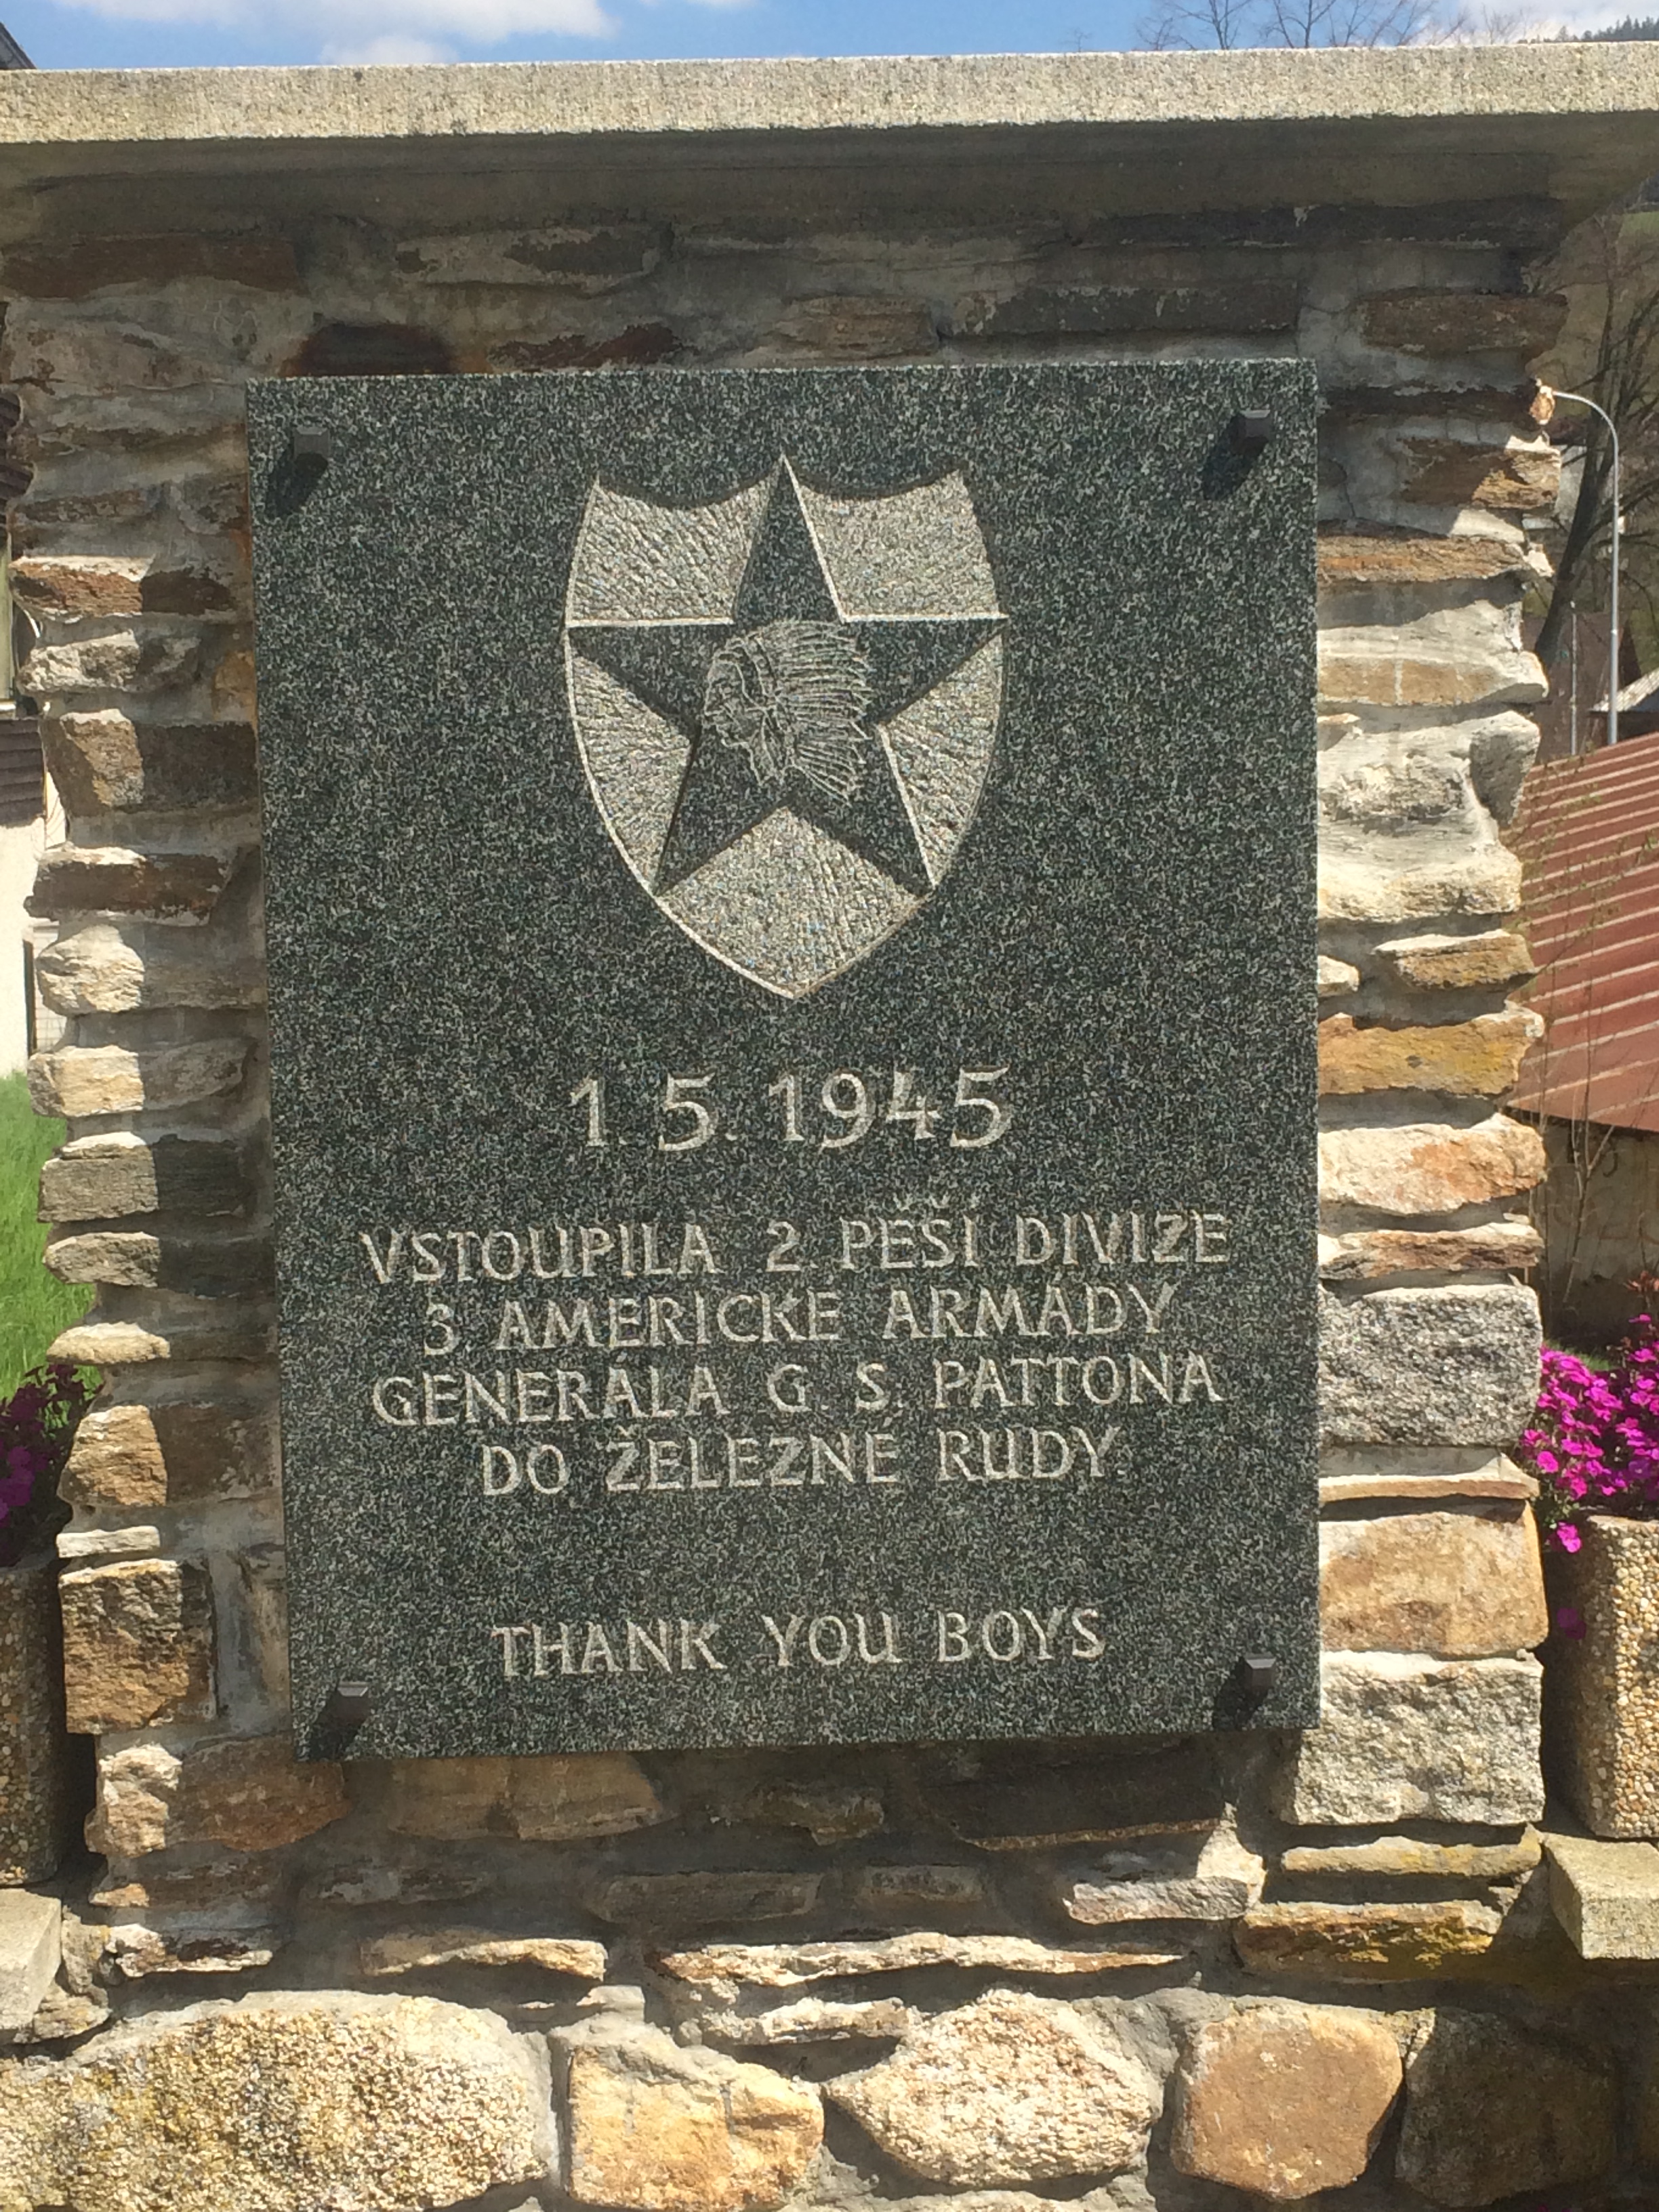 1. 5. 1945
VSTOUPILA 2. PĚŠÍ DIVIZE
3. AMERICKÉ ARMÁDY
GENERÁLA G. S. PATTONA
DO ŽELEZNÉ RUDY.
THANK YOU BOYS